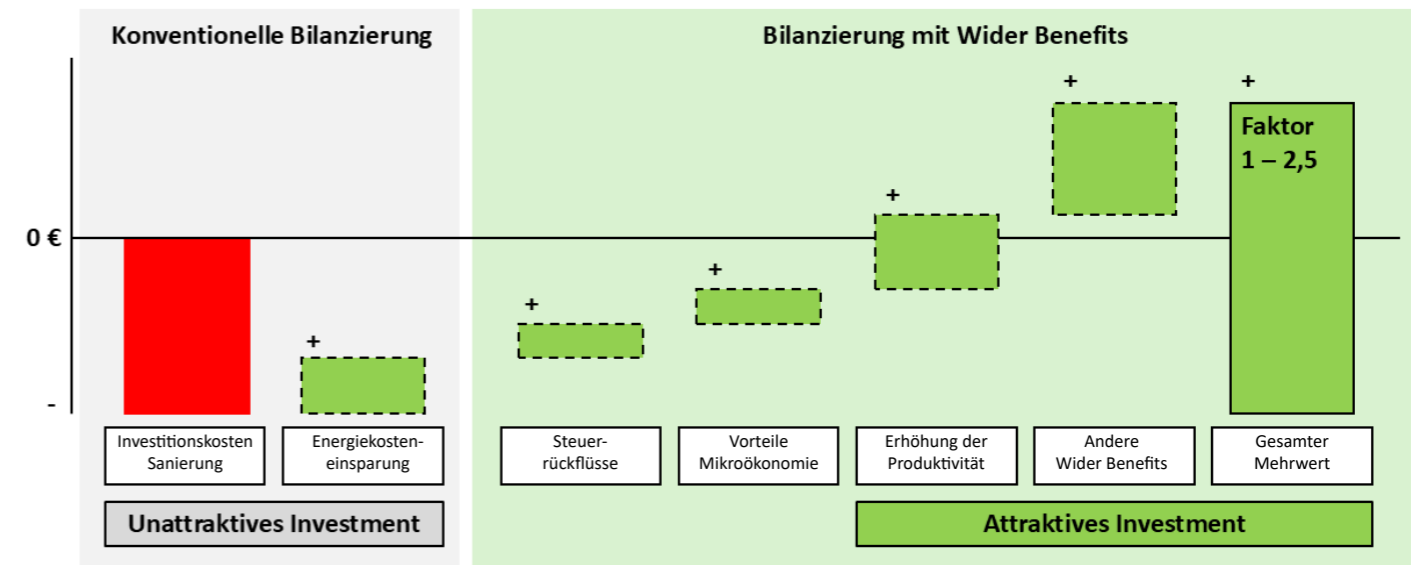 Konventionelle Bilanzierung
Bilanzierung mit Wider Benefits
+
+
Faktor
1 – 2,5
+
0 €
+
+
+
-
Investitionskosten
Sanierung
Energiekosten-
einsparung
Steuer-
rückflüsse
Vorteile
Mikroökonomie
Erhöhung der
Produktivität
Andere
Wider Benefits
Gesamter
Mehrwert
Unattraktives Investment
Attraktives Investment